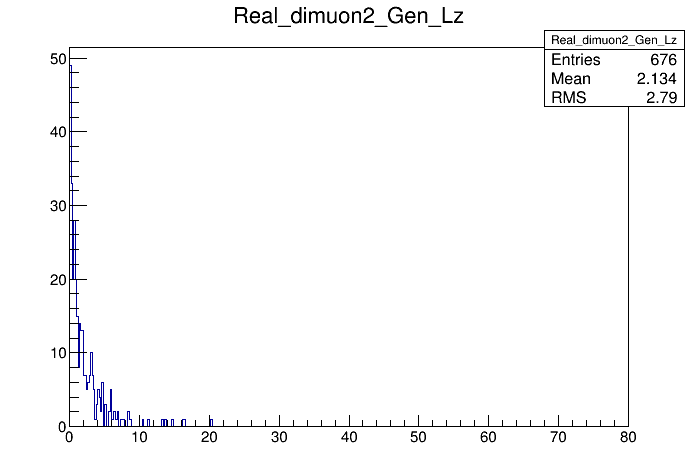 Real_dimuon2_Gen_Lz
Real_dimuon2_Gen_Lz
Entries 676
Mean 2.134
RMS 2.79
50
40
30
20
10
0
0 10 20 30 40 50 60 70 80